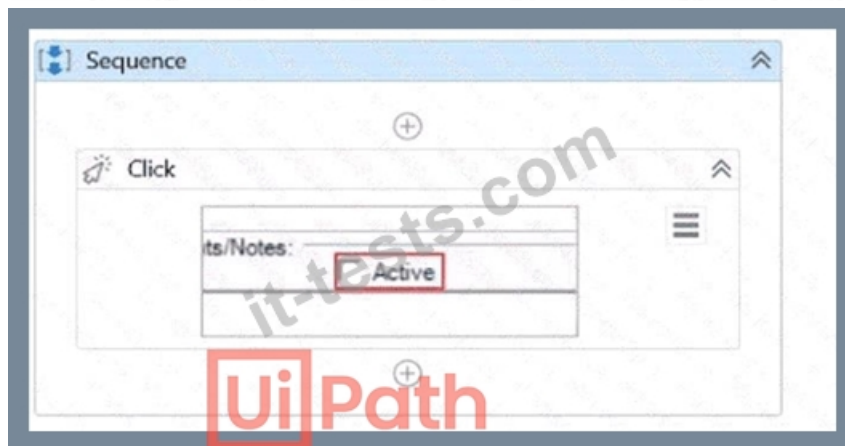 Sequence
Click
ts/Notes:
Active
it-tests.com
UiPath